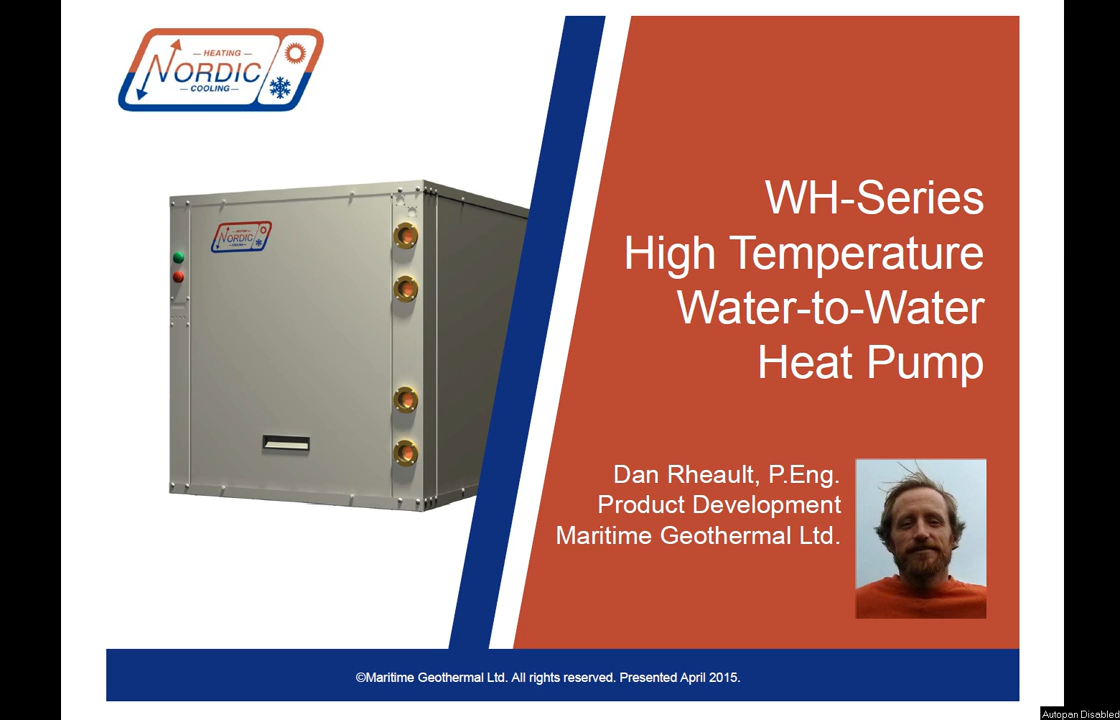 HEATING
NORDIC
COOLING
NORDIC
WH-Series
High Temperature
Water-to-Water
Heat Pump
Dan Rheault, P.Eng.
Product Development
Maritime Geothermal Ltd.
©Maritime Geothermal Ltd. All rights reserved. Presented April 2015.
Autopan Disabled